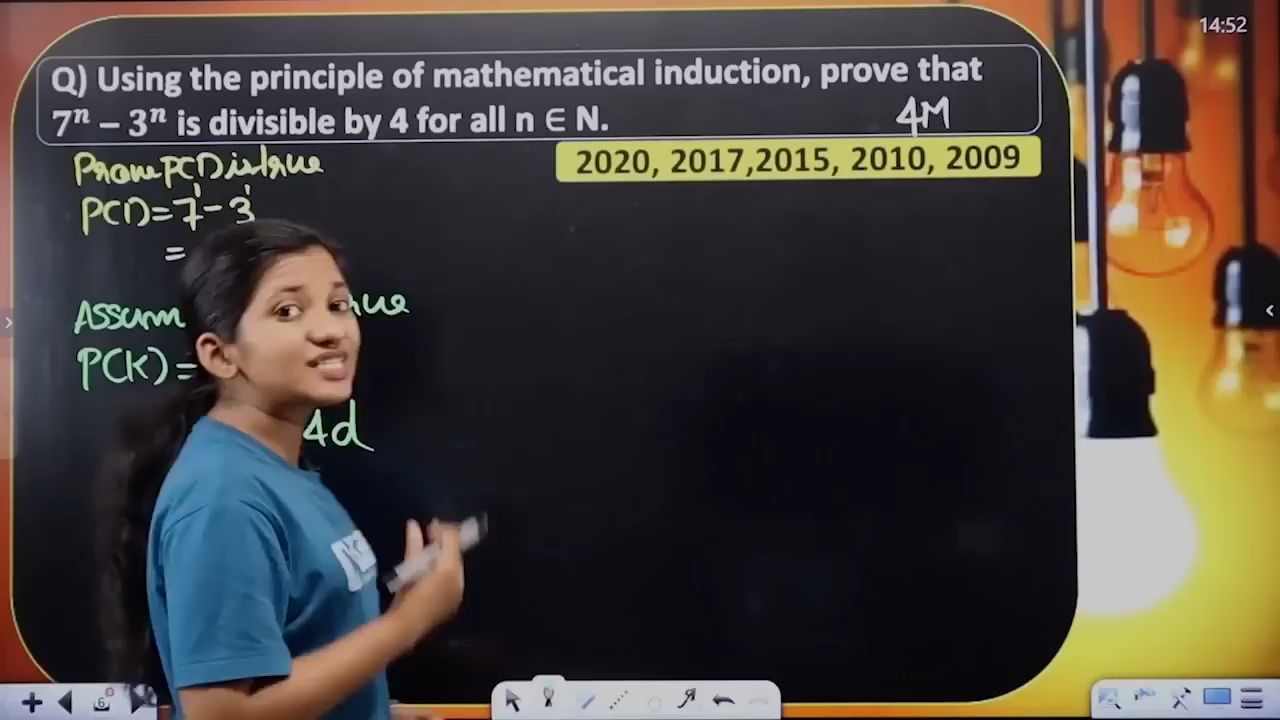 14:52
Q) Using the principle of mathematical induction, prove that
7ⁿ – 3ⁿ is divisible by 4 for all n ∈ N.
4M
2020, 2017,2015, 2010, 2009
Prove P(1) is true
P(1) = 7¹ - 3¹
=
Assum
P(K) =
4d
6